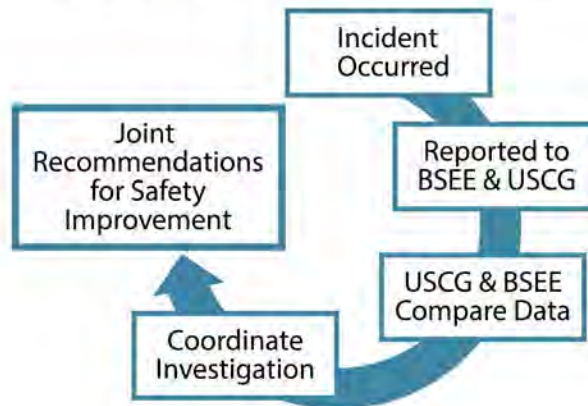 Incident
Occurred
Reported to
BSEE & USCG
USCG & BSEE
Compare Data
Coordinate
Investigation
Joint
Recommendations
for Safety
Improvement